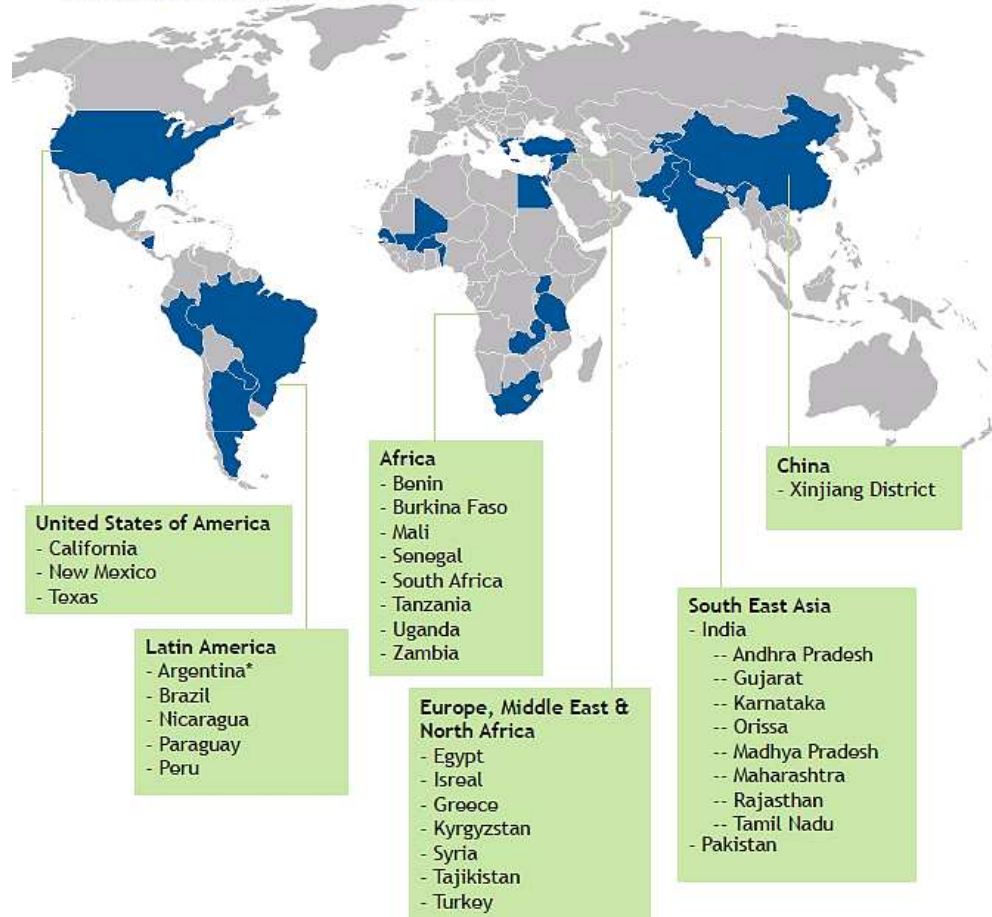 United States of America
- California
- New Mexico
- Texas
Latin America
- Argentina*
- Brazil
- Nicaragua
- Paraguay
- Peru
Africa
- Benin
- Burkina Faso
- Mali
- Senegal
- South Africa
- Tanzania
- Uganda
- Zambia
Europe, Middle East &
North Africa
- Egypt
- Isreal
- Greece
- Kyrgyzstan
- Syria
- Tajikistan
- Turkey
China
- Xinjiang District
South East Asia
- India
-- Andhra Pradesh
-- Gujarat
-- Karnataka
-- Orissa
-- Madhya Pradesh
-- Maharashtra
-- Rajasthan
-- Tamil Nadu
- Pakistan